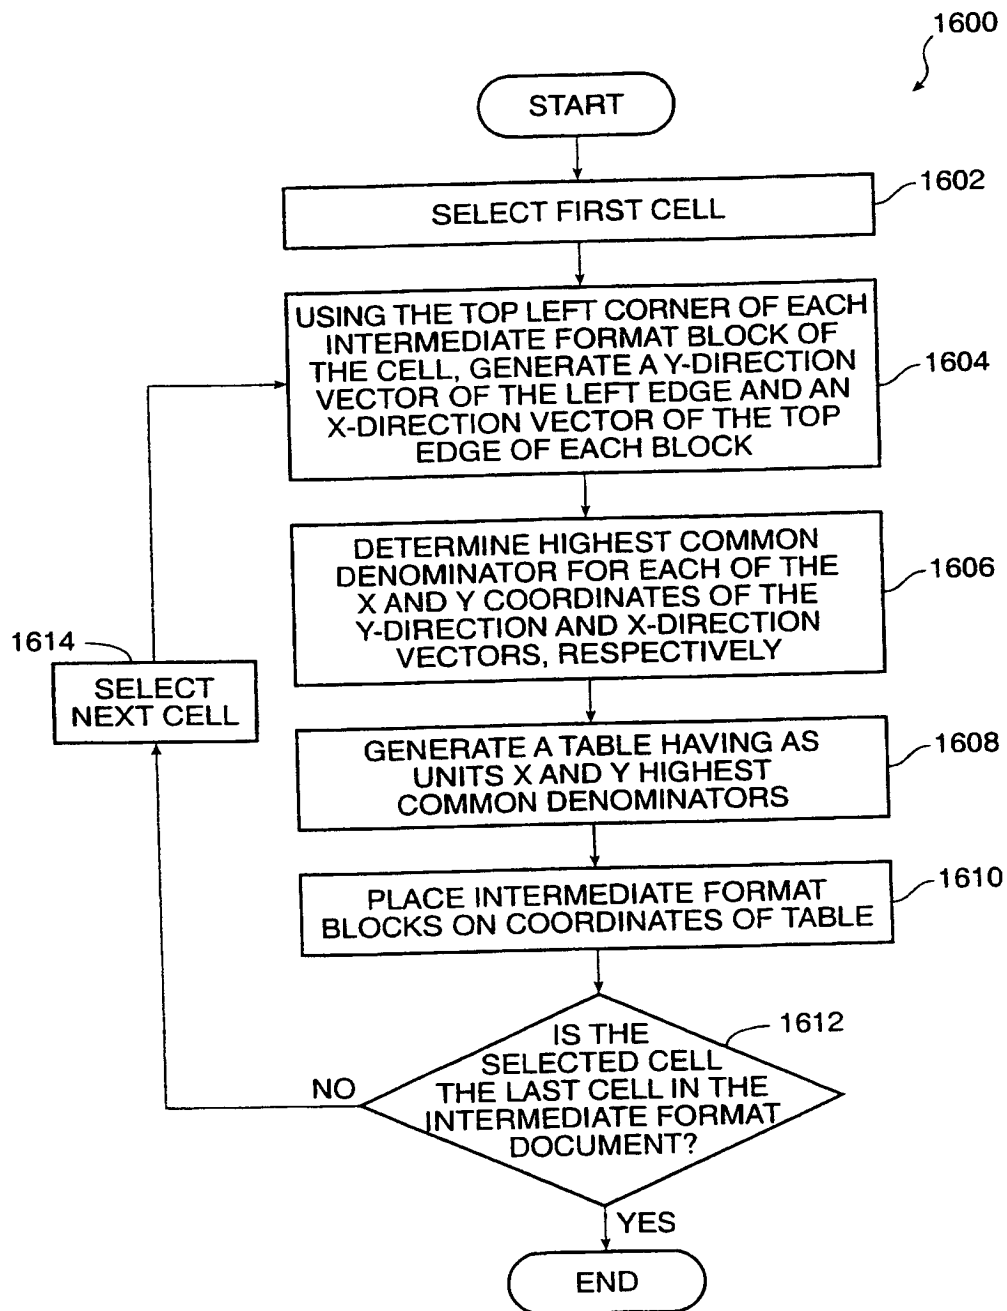 1600
START
1602
SELECT FIRST CELL
USING THE TOP LEFT CORNER OF EACH
INTERMEDIATE FORMAT BLOCK OF
THE CELL, GENERATE A Y-DIRECTION
VECTOR OF THE LEFT EDGE AND AN
X-DIRECTION VECTOR OF THE TOP
EDGE OF EACH BLOCK
1604
DETERMINE HIGHEST COMMON
DENOMINATOR FOR EACH OF THE
X AND Y COORDINATES OF THE
Y-DIRECTION AND X-DIRECTION
VECTORS, RESPECTIVELY
1606
1614
SELECT
NEXT CELL
GENERATE A TABLE HAVING AS
UNITS X AND Y HIGHEST
COMMON DENOMINATORS
1608
PLACE INTERMEDIATE FORMAT
BLOCKS ON COORDINATES OF TABLE
1610
IS THE
SELECTED CELL
THE LAST CELL IN THE
INTERMEDIATE FORMAT
DOCUMENT?
1612
NO
YES
END